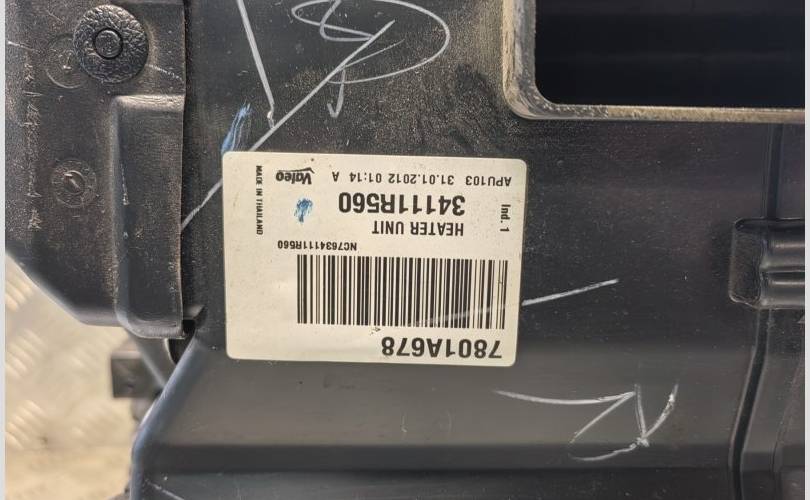 7801A678
NC7634111R560
HEATER UNIT
Ind. 1 34111R560
APU103 31.01.2012 01:14 A Valeo
MADE IN THAILAND